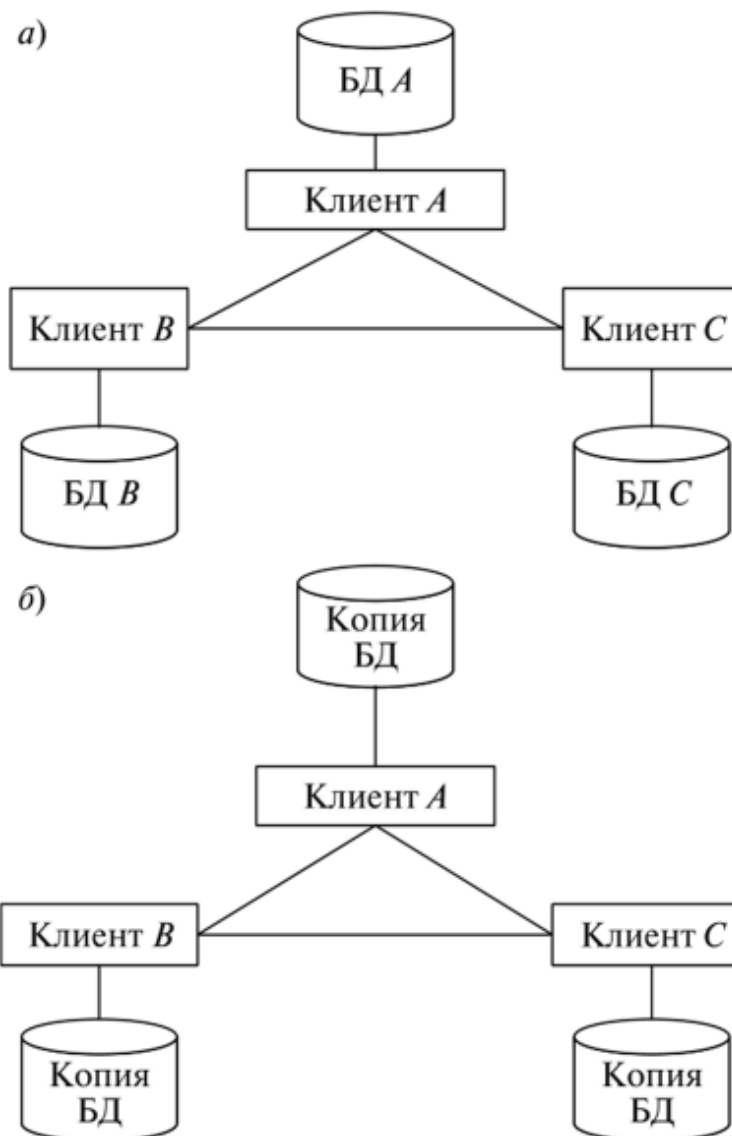 а)
БД A
Клиент A
Клиент B
Клиент C
БД B
БД C
б)
Копия
БД
Клиент A
Клиент B
Клиент C
Копия
БД
Копия
БД